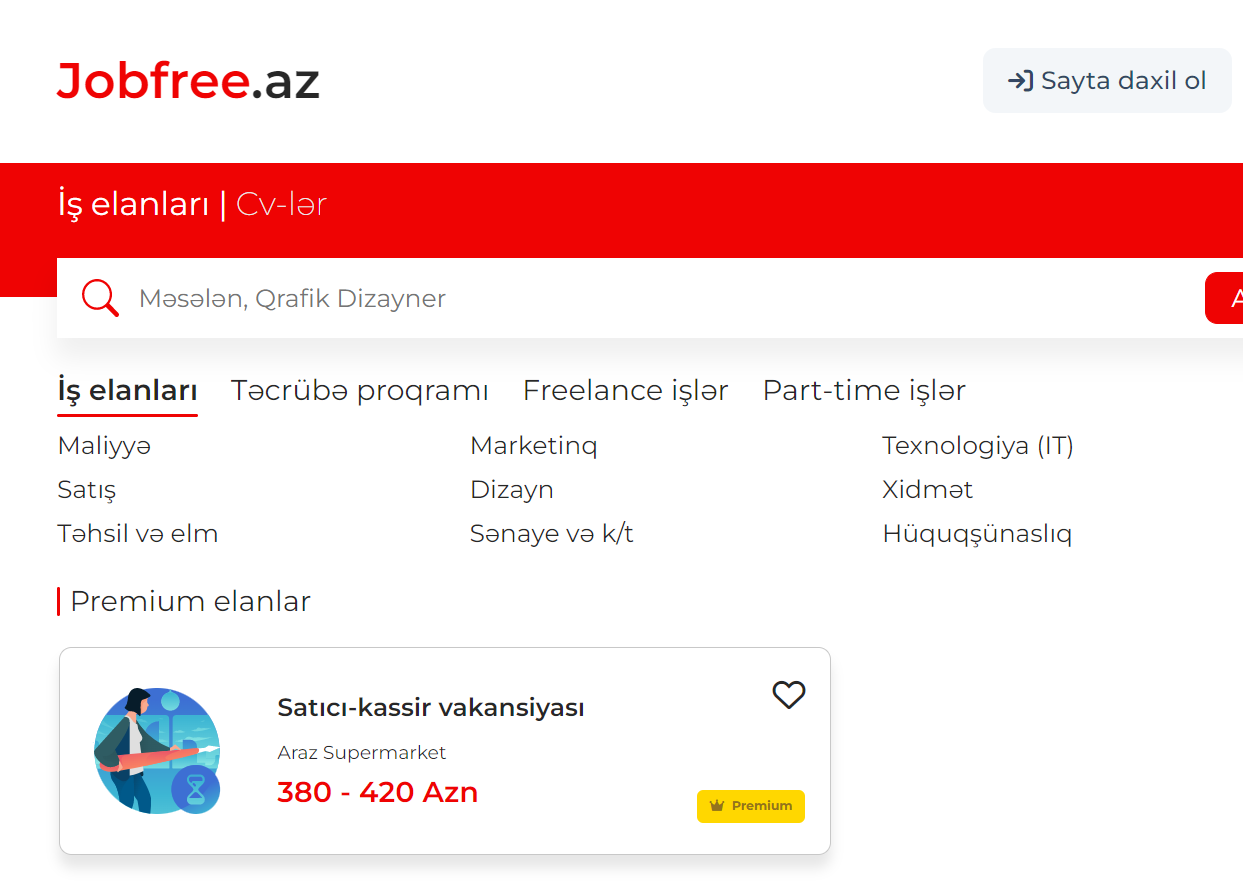 Jobfree.az
Sayta daxil ol
İş elanları | Cv-lər
Məsələn, Qrafik Dizayner
İş elanları Təcrübə proqramı Freelance işlər Part-time işlər
Maliyyə Marketinq Texnologiya (IT)
Satış Dizayn Xidmət
Təhsil və elm Sənaye və k/t Hüquqşünaslıq
Premium elanlar
Satıcı-kassir vakansiyası
Araz Supermarket
380 - 420 Azn
Premium